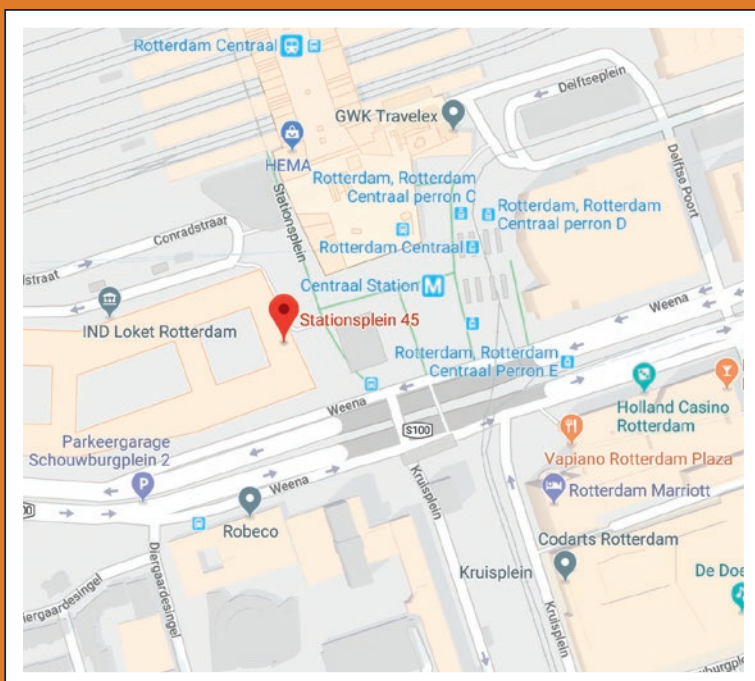 Rotterdam Centraal
GWK Travelex
Delftseplein
HEMA
Delftse Poort
Rotterdam, Rotterdam
Centraal perron C
Rotterdam, Rotterdam
Centraal perron D
Stationsplein
Conradstraat
Rotterdam Centraal
straat
Centraal Station
M
IND Loket Rotterdam
Stationsplein 45
Weena
Rotterdam, Rotterdam
Centraal Perron E
Holland Casino
Rotterdam
Weena
S100
Parkeergarage
Schouwburgplein 2
P
Vapiano Rotterdam Plaza
Weena
Rotterdam Marriott
Robeco
Kruisplein
Codarts Rotterdam
Kruisplein
De Doe
Diergaardesingel
iergaardesingel
Kruisplein
burgplein